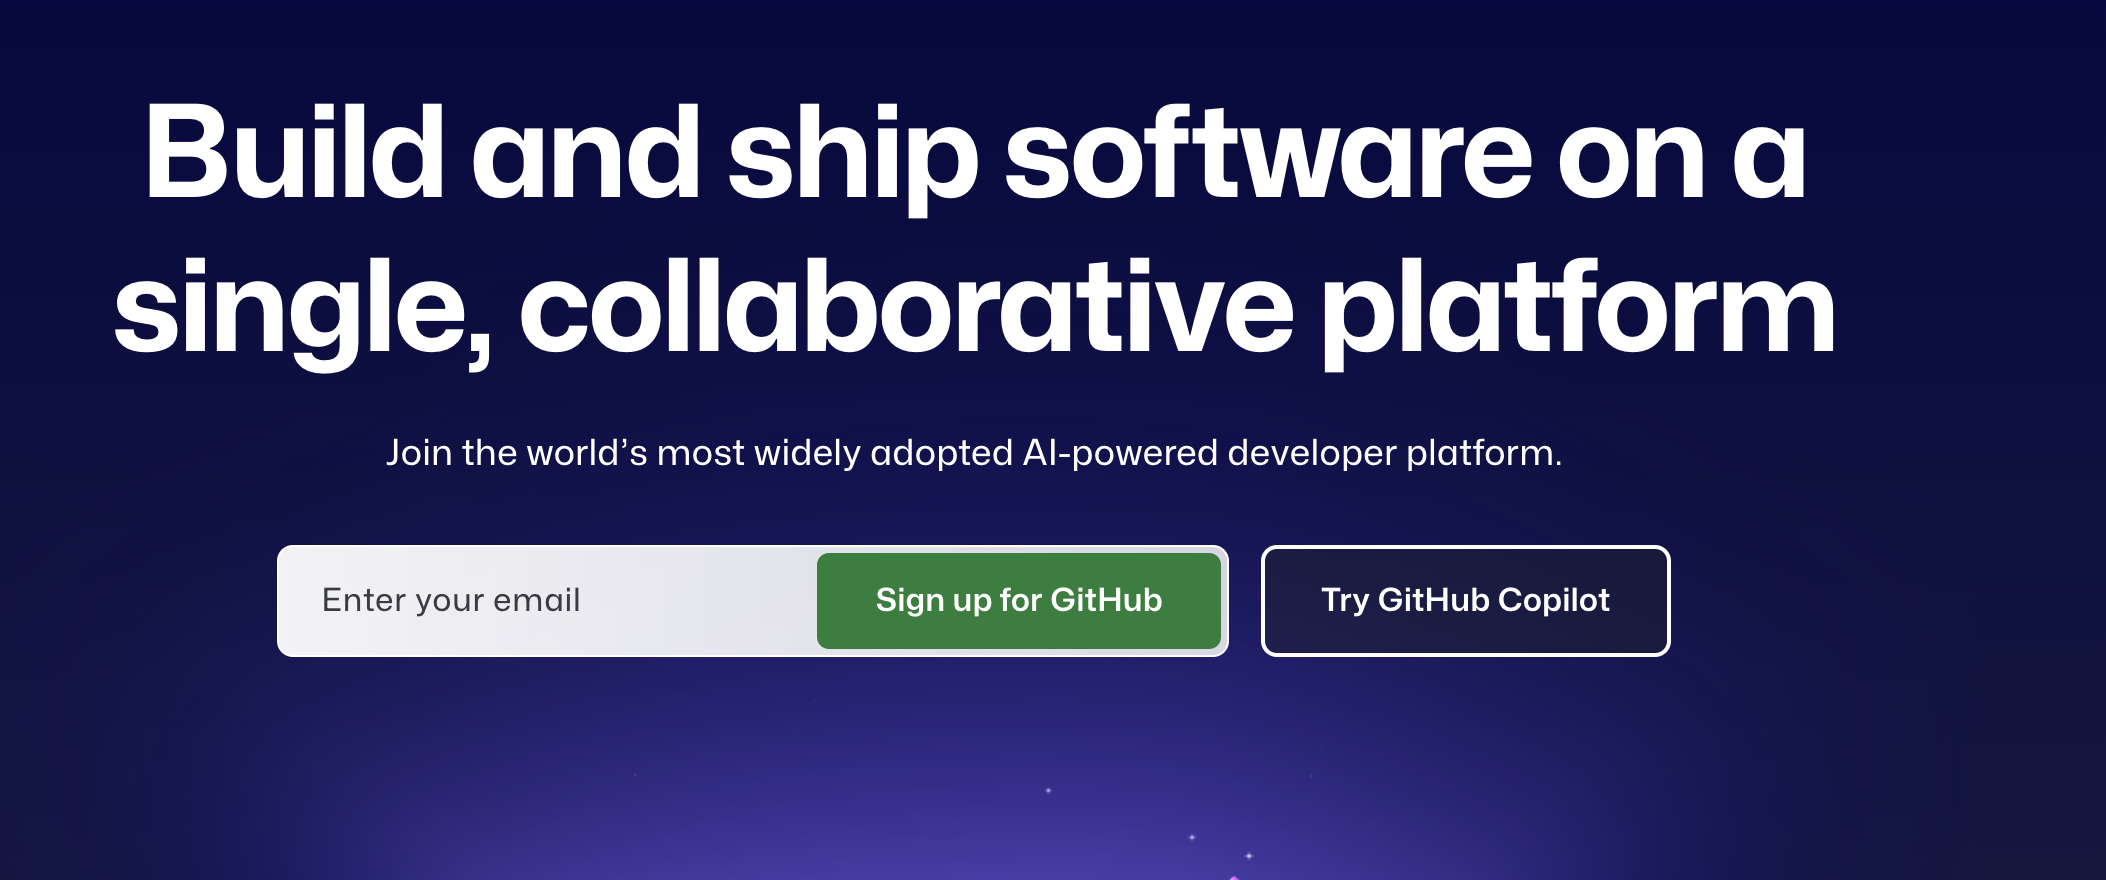 Build and ship software on a
single, collaborative platform
Join the world’s most widely adopted AI-powered developer platform.
Enter your email
Sign up for GitHub
Try GitHub Copilot